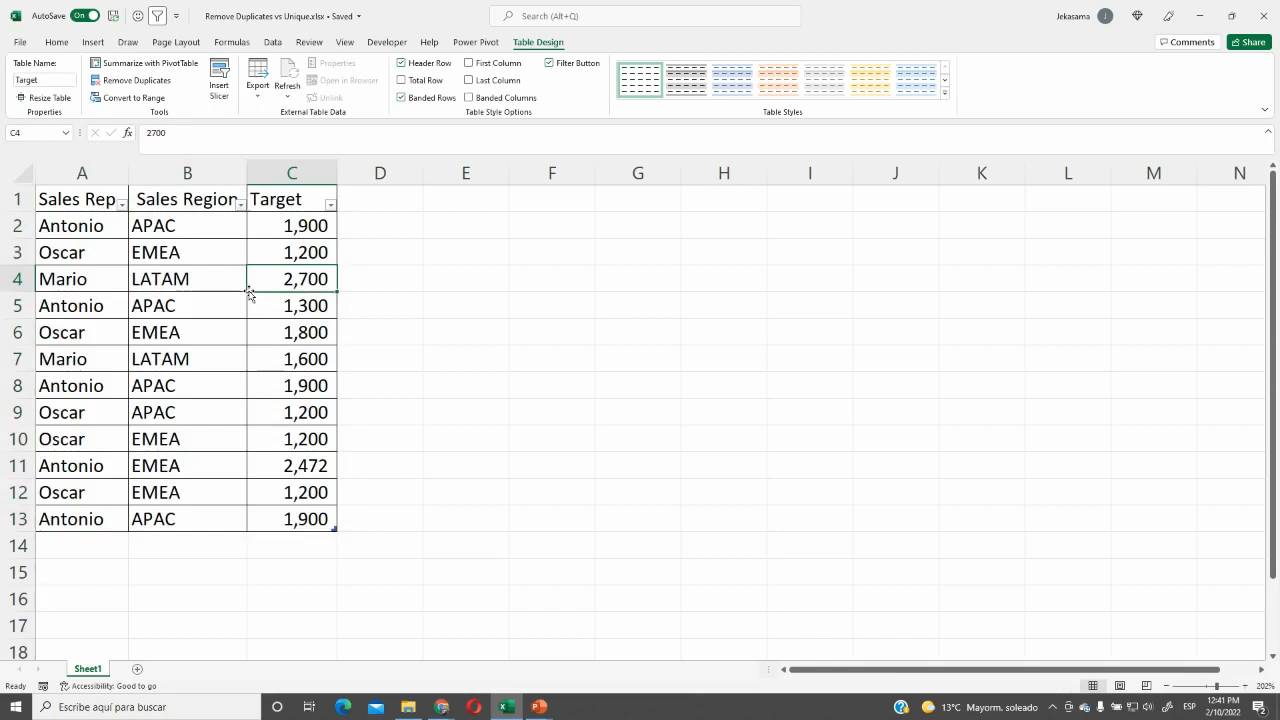 AutoSave On Remove Duplicates vs Unique.xlsx • Saved Search (Alt+Q) Jekasama J
File Home Insert Draw Page Layout Formulas Data Review View Developer Help Power Pivot Table Design Comments Share
Table Name: Summarize with PivotTable Properties Header Row First Column Filter Button
Target Remove Duplicates Insert Slicer Export Refresh Open in Browser Total Row Last Column
Resize Table Convert to Range Unlink Banded Rows Banded Columns
Properties Tools External Table Data Table Style Options Table Styles
C4 fx 2700
A B C D E F G H I J K L M N
1 Sales Rep Sales Region Target
2 Antonio APAC 1,900
3 Oscar EMEA 1,200
4 Mario LATAM 2,700
5 Antonio APAC 1,300
6 Oscar EMEA 1,800
7 Mario LATAM 1,600
8 Antonio APAC 1,900
9 Oscar APAC 1,200
10 Oscar EMEA 1,200
11 Antonio EMEA 2,472
12 Oscar EMEA 1,200
13 Antonio APAC 1,900
14
15
16
17
18
Sheet1
Ready Accessibility: Good to go 202%
Escribe aquí para buscar 13°C Mayorm. soleado ESP 12:41 PM
2/10/2022 2